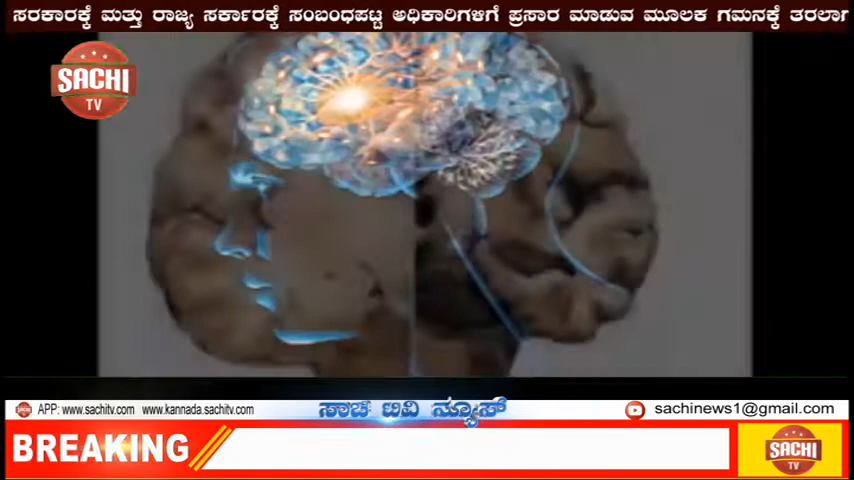 ಸರಕಾರಕ್ಕೆ ಮತ್ತು ರಾಜ್ಯ ಸರ್ಕಾರಕ್ಕೆ ಸಂಬಂಧಪಟ್ಟ ಅಧಿಕಾರಿಗಳಿಗೆ ಪ್ರಸಾರ ಮಾಡುವ ಮೂಲಕ ಗಮನಕ್ಕೆ ತರಲಾಗ
SACHI
TV
APP: www.sachitv.com www.kannada.sachitv.com ಸಾಚಿ ಟಿವಿ ನ್ಯೂಸ್ sachinews1@gmail.com
BREAKING
SACHI
TV